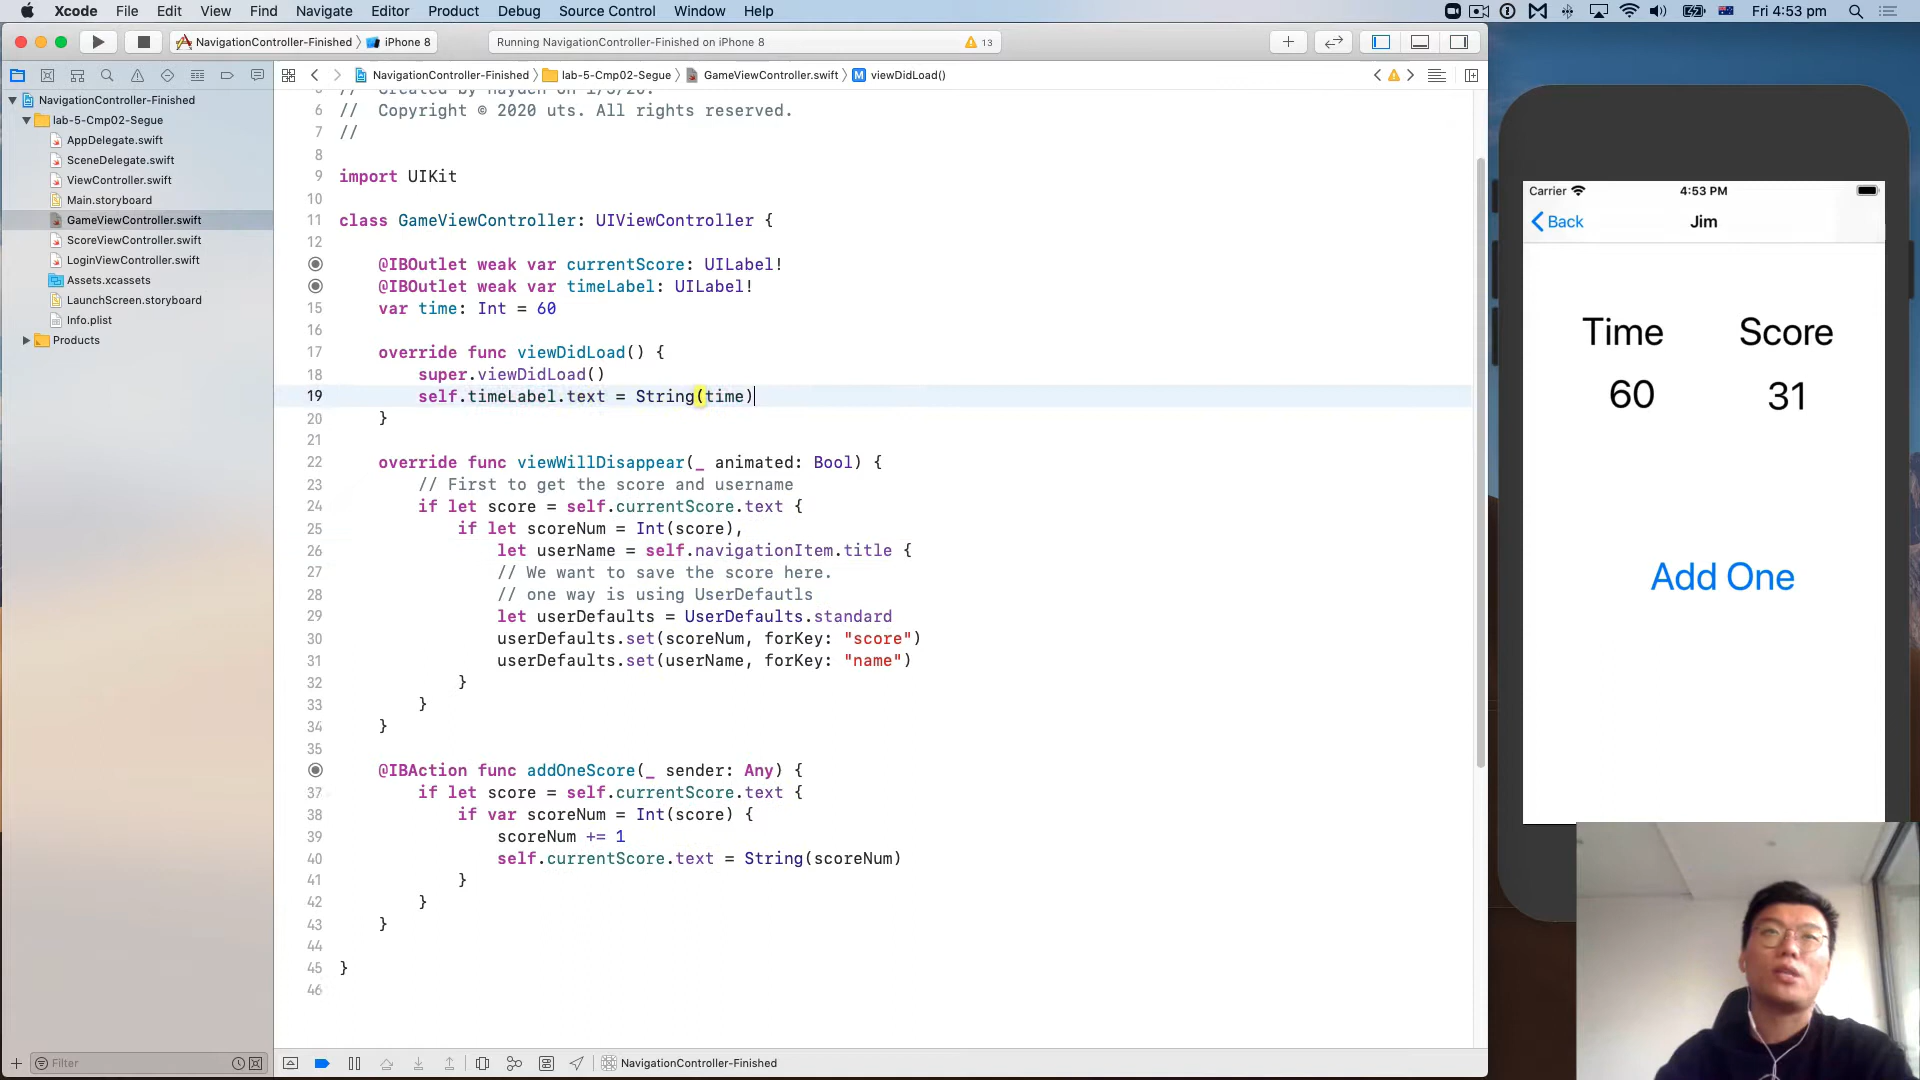 Xcode File Edit View Find Navigate Editor Product Debug Source Control Window Help Fri 4:53 pm
NavigationController-Finished iPhone 8 Running NavigationController-Finished on iPhone 8 13
NavigationController-Finished lab-5-Cmp02-Segue GameViewController.swift M viewDidLoad()
NavigationController-Finished
lab-5-Cmp02-Segue
AppDelegate.swift
SceneDelegate.swift
ViewController.swift
Main.storyboard
GameViewController.swift
ScoreViewController.swift
LoginViewController.swift
Assets.xcassets
LaunchScreen.storyboard
Info.plist
Products
Filter
6 // Copyright © 2020 uts. All rights reserved.
7 //
8
9 import UIKit
10
11 class GameViewController: UIViewController {
12
@IBOutlet weak var currentScore: UILabel!
@IBOutlet weak var timeLabel: UILabel!
15 var time: Int = 60
16
17 override func viewDidLoad() {
18 super.viewDidLoad()
19 self.timeLabel.text = String(time)
20 }
21
22 override func viewWillDisappear(_ animated: Bool) {
23 // First to get the score and username
24 if let score = self.currentScore.text {
25 if let scoreNum = Int(score),
26 let userName = self.navigationItem.title {
27 // We want to save the score here.
28 // one way is using UserDefautls
29 let userDefaults = UserDefaults.standard
30 userDefaults.set(scoreNum, forKey: "score")
31 userDefaults.set(userName, forKey: "name")
32 }
33 }
34 }
35
@IBAction func addOneScore(_ sender: Any) {
37 if let score = self.currentScore.text {
38 if var scoreNum = Int(score) {
39 scoreNum += 1
40 self.currentScore.text = String(scoreNum)
41 }
42 }
43 }
44
45 }
46
NavigationController-Finished
Carrier 4:53 PM
Back Jim
Time Score
60 31
Add One